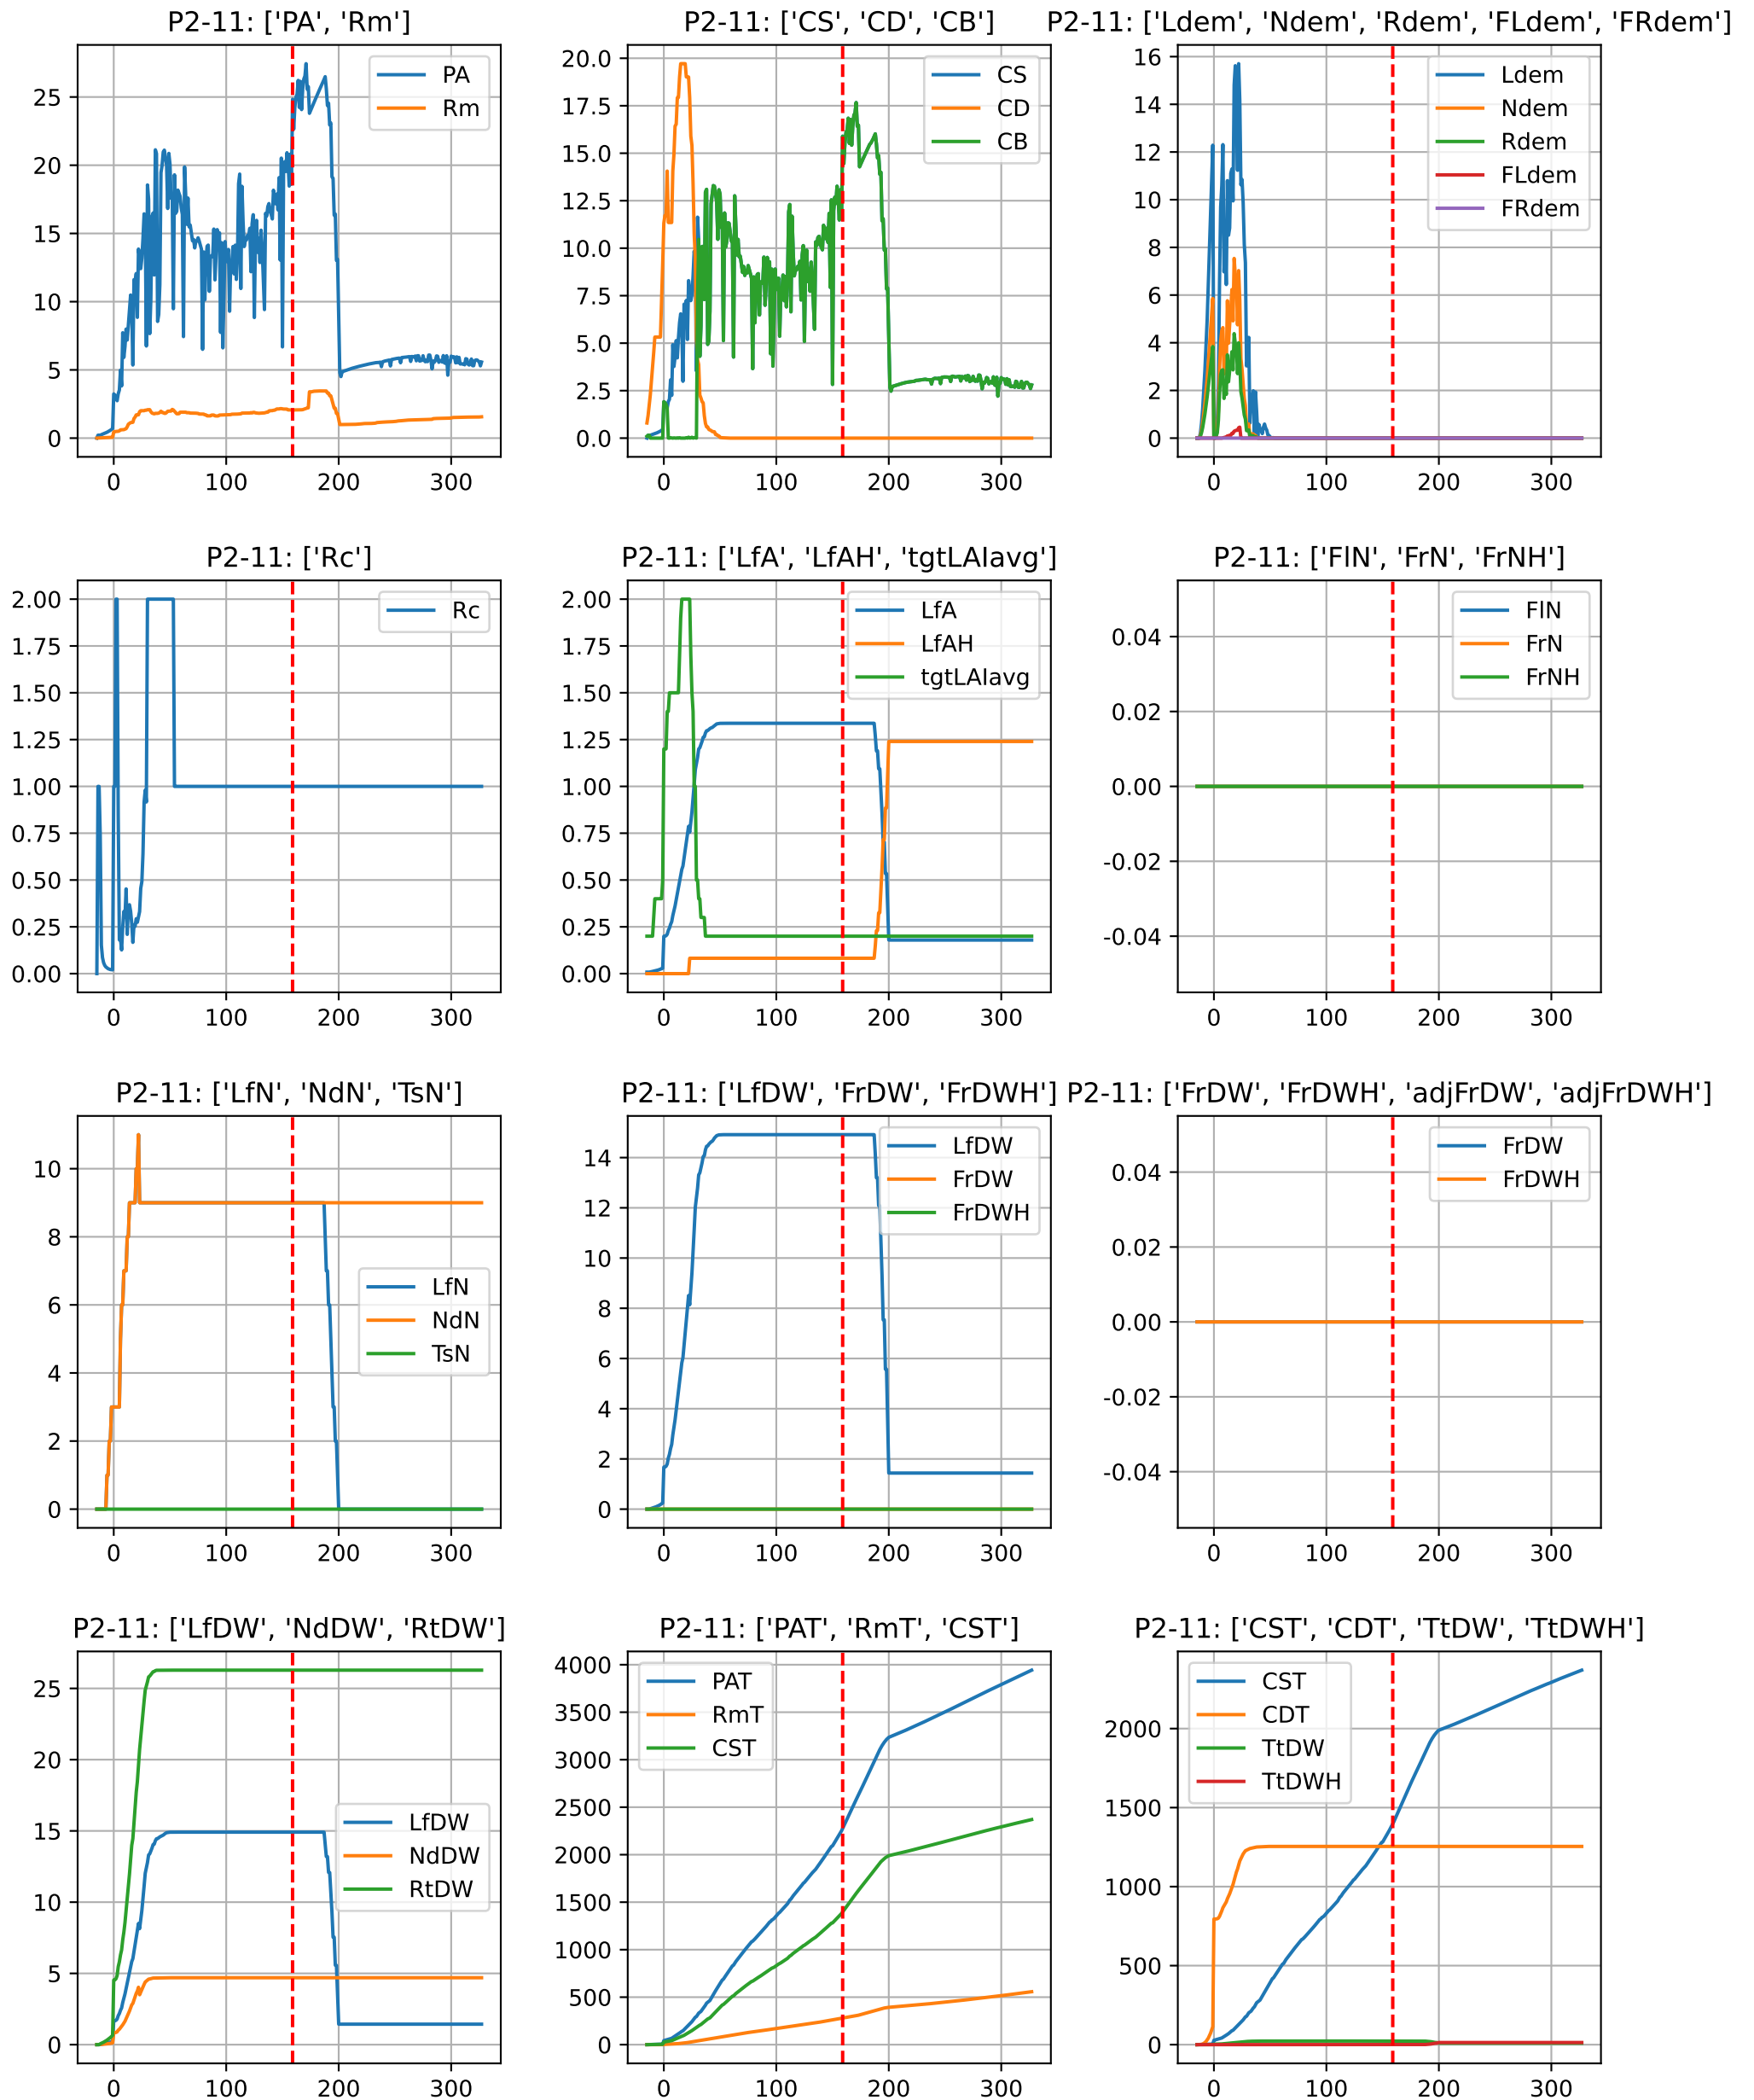 P2-11: ['PA', 'Rm']
PA
Rm
25
20
15
10
5
0
0 100 200 300
P2-11: ['CS', 'CD', 'CB']
CS
CD
CB
20.0
17.5
15.0
12.5
10.0
7.5
5.0
2.5
0.0
0 100 200 300
P2-11: ['Ldem', 'Ndem', 'Rdem', 'FLdem', 'FRdem']
Ldem
Ndem
Rdem
FLdem
FRdem
16
14
12
10
8
6
4
2
0
0 100 200 300
P2-11: ['Rc']
Rc
2.00
1.75
1.50
1.25
1.00
0.75
0.50
0.25
0.00
0 100 200 300
P2-11: ['LfA', 'LfAH', 'tgtLAIavg']
LfA
LfAH
tgtLAIavg
2.00
1.75
1.50
1.25
1.00
0.75
0.50
0.25
0.00
0 100 200 300
P2-11: ['FlN', 'FrN', 'FrNH']
FlN
FrN
FrNH
0.04
0.02
0.00
-0.02
-0.04
0 100 200 300
P2-11: ['LfN', 'NdN', 'TsN']
LfN
NdN
TsN
10
8
6
4
2
0
0 100 200 300
P2-11: ['LfDW', 'FrDW', 'FrDWH']
LfDW
FrDW
FrDWH
14
12
10
8
6
4
2
0
0 100 200 300
P2-11: ['FrDW', 'FrDWH', 'adjFrDW', 'adjFrDWH']
FrDW
FrDWH
0.04
0.02
0.00
-0.02
-0.04
0 100 200 300
P2-11: ['LfDW', 'NdDW', 'RtDW']
LfDW
NdDW
RtDW
25
20
15
10
5
0
0 100 200 300
P2-11: ['PAT', 'RmT', 'CST']
PAT
RmT
CST
4000
3500
3000
2500
2000
1500
1000
500
0
0 100 200 300
P2-11: ['CST', 'CDT', 'TtDW', 'TtDWH']
CST
CDT
TtDW
TtDWH
2000
1500
1000
500
0
0 100 200 300